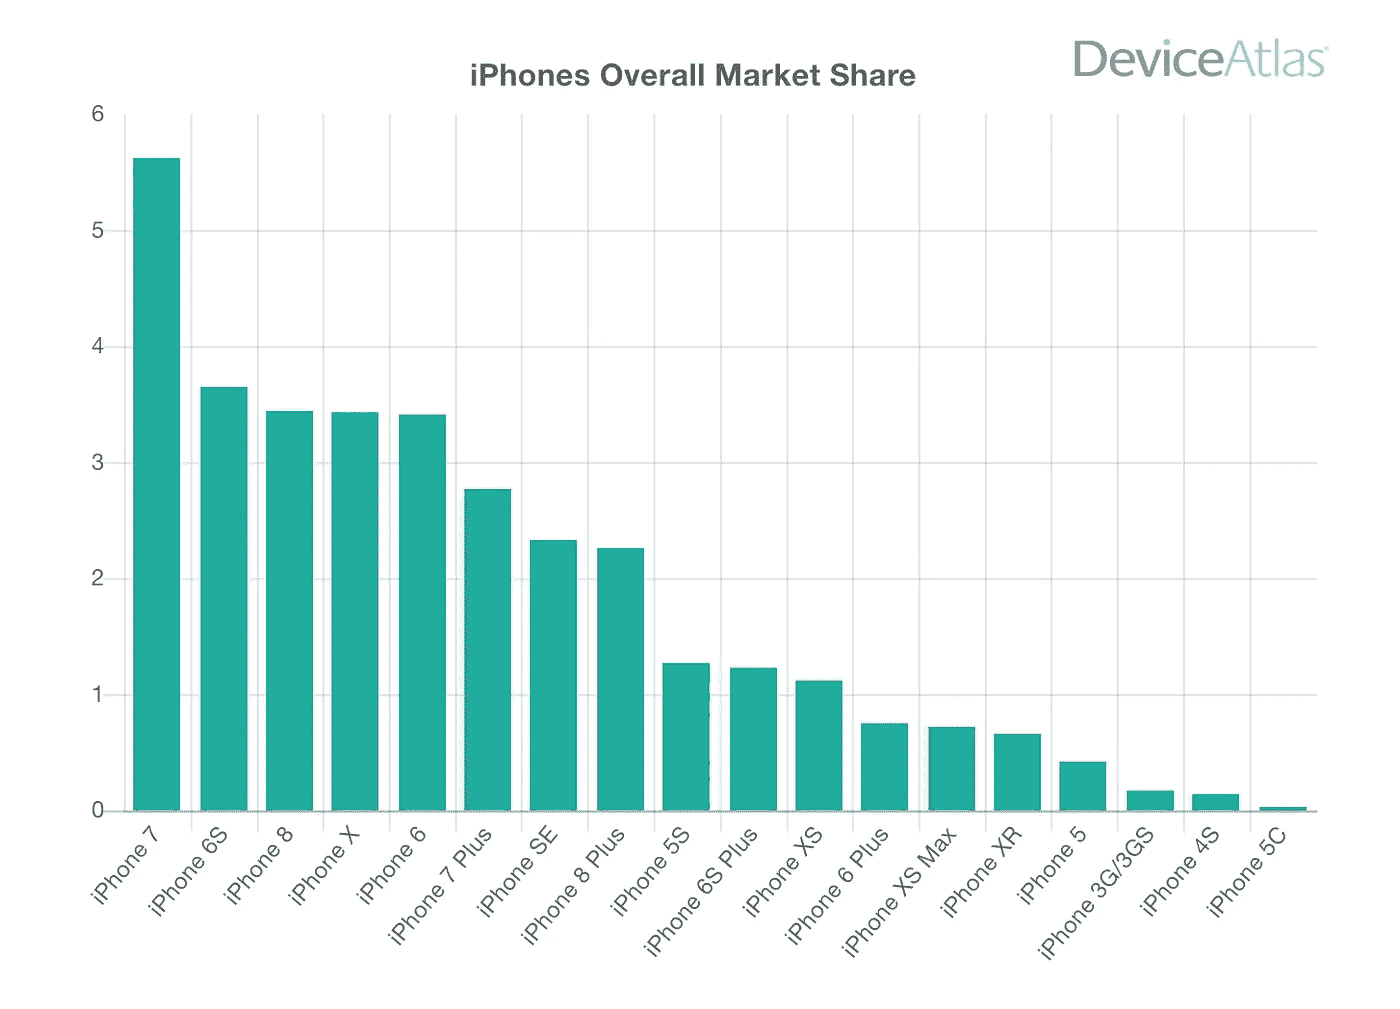 DeviceAtlas
iPhones Overall Market Share
6
5
4
3
2
1
0
iPhone 7
iPhone 6S
iPhone 8
iPhone X
iPhone 6
iPhone 7 Plus
iPhone SE
iPhone 8 Plus
iPhone 5S
iPhone 6S Plus
iPhone XS
iPhone 6 Plus
iPhone XS Max
iPhone XR
iPhone 5
iPhone 3G/3GS
iPhone 4S
iPhone 5C